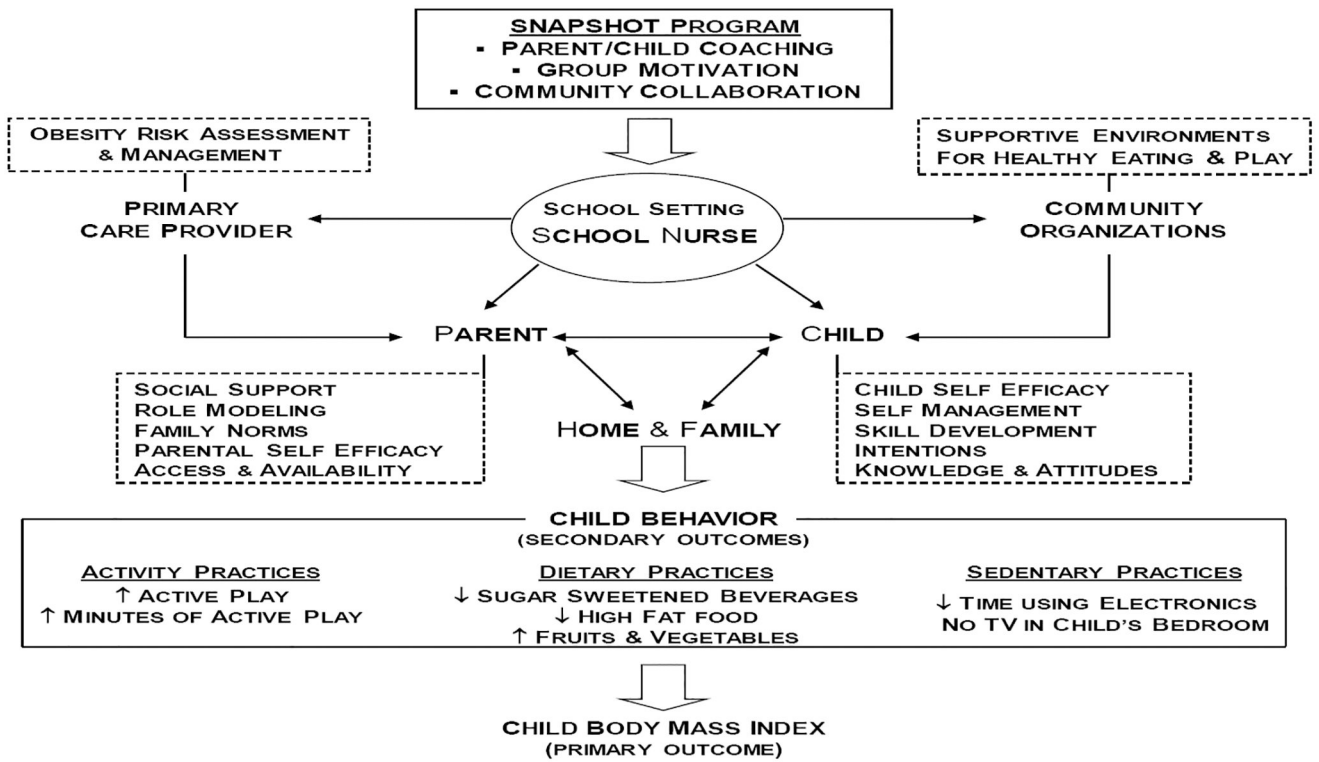 SNAPSHOT PROGRAM
▪ PARENT/CHILD COACHING
▪ GROUP MOTIVATION
▪ COMMUNITY COLLABORATION
OBESITY RISK ASSESSMENT
& MANAGEMENT
SUPPORTIVE ENVIRONMENTS
FOR HEALTHY EATING & PLAY
PRIMARY
CARE PROVIDER
SCHOOL SETTING
SCHOOL NURSE
COMMUNITY
ORGANIZATIONS
PARENT
CHILD
SOCIAL SUPPORT
ROLE MODELING
FAMILY NORMS
PARENTAL SELF EFFICACY
ACCESS & AVAILABILITY
HOME & FAMILY
CHILD SELF EFFICACY
SELF MANAGEMENT
SKILL DEVELOPMENT
INTENTIONS
KNOWLEDGE & ATTITUDES
CHILD BEHAVIOR
(SECONDARY OUTCOMES)
ACTIVITY PRACTICES
↑ ACTIVE PLAY
↑ MINUTES OF ACTIVE PLAY
DIETARY PRACTICES
↓ SUGAR SWEETENED BEVERAGES
↓ HIGH FAT FOOD
↑ FRUITS & VEGETABLES
SEDENTARY PRACTICES
↓ TIME USING ELECTRONICS
NO TV IN CHILD'S BEDROOM
CHILD BODY MASS INDEX
(PRIMARY OUTCOME)